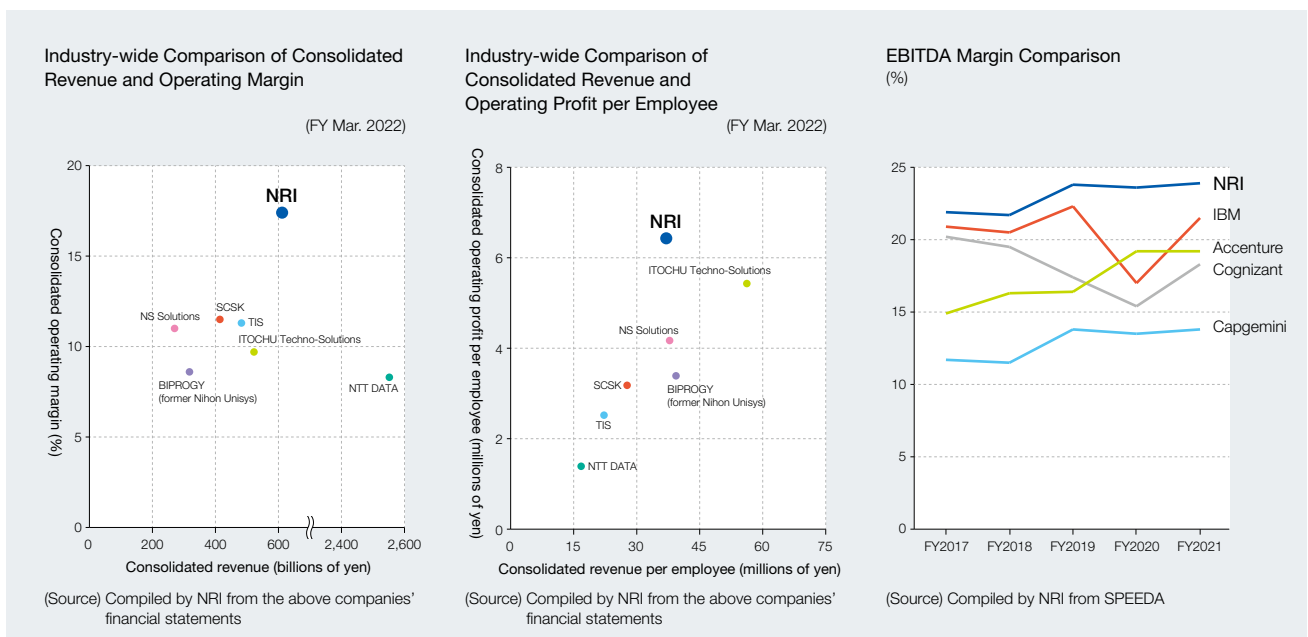 Industry-wide Comparison of Consolidated
Revenue and Operating Margin
(FY Mar. 2022)
Consolidated operating margin (%)
20
15
10
5
0
NRI
NS Solutions
SCSK
TIS
ITOCHU Techno-Solutions
BIPROGY
(former Nihon Unisys)
NTT DATA
0
200
400
600
2,400
2,600
Consolidated revenue (billions of yen)
(Source) Compiled by NRI from the above companies’
financial statements
Industry-wide Comparison of
Consolidated Revenue and
Operating Profit per Employee
(FY Mar. 2022)
Consolidated operating profit per employee (millions of yen)
8
6
4
2
0
NRI
ITOCHU Techno-Solutions
NS Solutions
SCSK
BIPROGY
(former Nihon Unisys)
TIS
NTT DATA
0
15
30
45
60
75
Consolidated revenue per employee (millions of yen)
(Source) Compiled by NRI from the above companies’
financial statements
EBITDA Margin Comparison
(%)
25
20
15
10
5
0
NRI
IBM
Accenture
Cognizant
Capgemini
FY2017
FY2018
FY2019
FY2020
FY2021
(Source) Compiled by NRI from SPEEDA